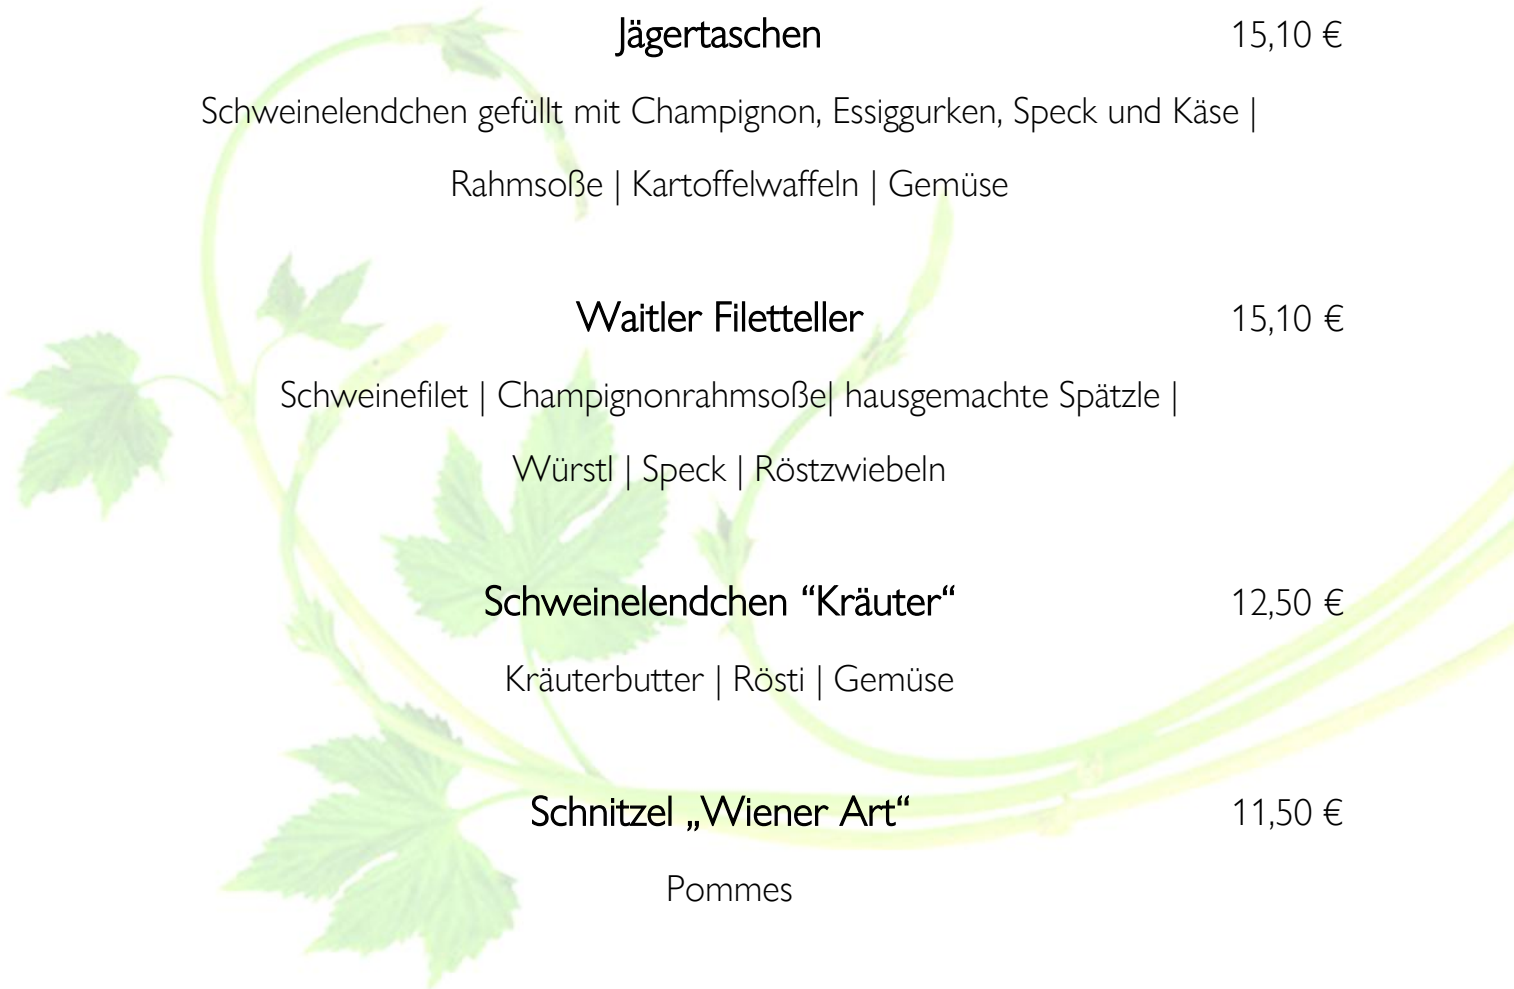 Jägertaschen 15,10 €
Schweinelendchen gefüllt mit Champignon, Essiggurken, Speck und Käse |
Rahmsoße | Kartoffelwaffeln | Gemüse
Waitler Filetteller 15,10 €
Schweinefilet | Champignonrahmsoße| hausgemachte Spätzle |
Würstl | Speck | Röstzwiebeln
Schweinelendchen “Kräuter“ 12,50 €
Kräuterbutter | Rösti | Gemüse
Schnitzel „Wiener Art“ 11,50 €
Pommes